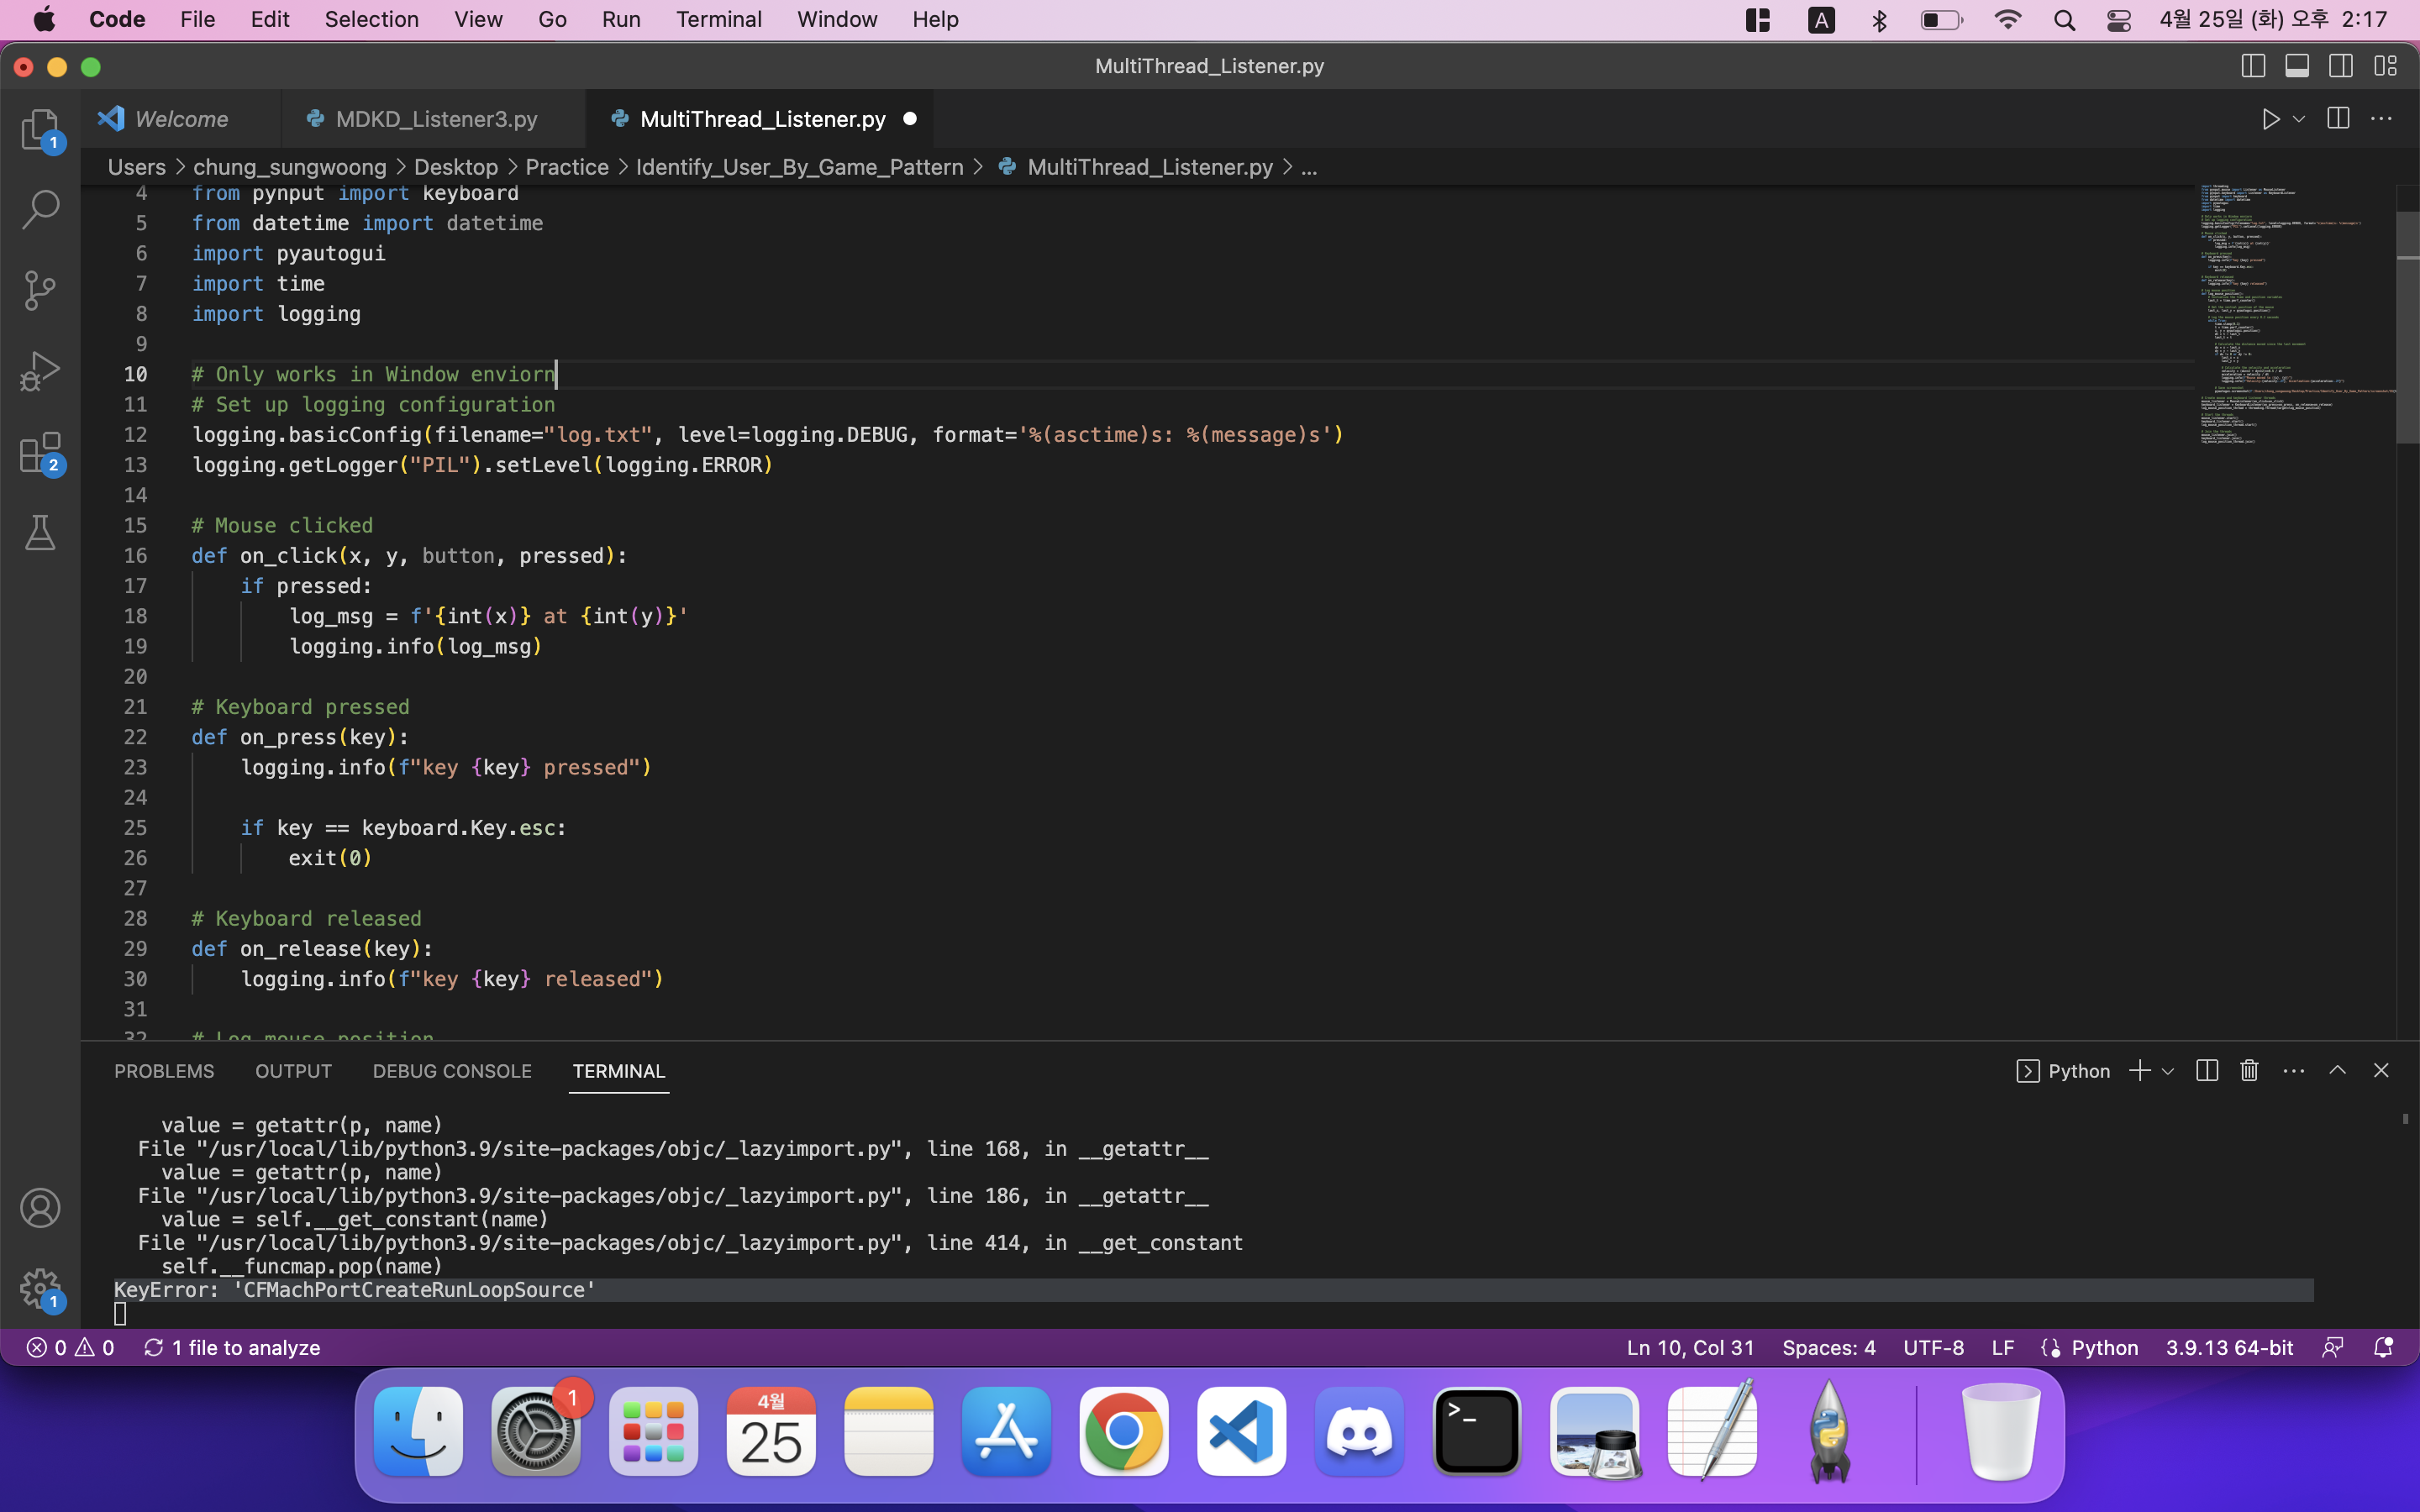 Code File Edit Selection View Go Run Terminal Window Help A 4월 25일 (화) 오후 2:17
MultiThread_Listener.py
Welcome MDKD_Listener3.py MultiThread_Listener.py
Users > chung_sungwoong > Desktop > Practice > Identify_User_By_Game_Pattern > MultiThread_Listener.py > ...
1
2
4 from pynput import keyboard
5 from datetime import datetime
6 import pyautogui
7 import time
8 import logging
9
10 # Only works in Window enviorn
11 # Set up logging configuration
12 logging.basicConfig(filename="log.txt", level=logging.DEBUG, format='%(asctime)s: %(message)s')
13 logging.getLogger("PIL").setLevel(logging.ERROR)
14
15 # Mouse clicked
16 def on_click(x, y, button, pressed):
17 if pressed:
18 log_msg = f'{int(x)} at {int(y)}'
19 logging.info(log_msg)
20
21 # Keyboard pressed
22 def on_press(key):
23 logging.info(f"key {key} pressed")
24
25 if key == keyboard.Key.esc:
26 exit(0)
27
28 # Keyboard released
29 def on_release(key):
30 logging.info(f"key {key} released")
31
32 # Log mouse position
PROBLEMS OUTPUT DEBUG CONSOLE TERMINAL Python
value = getattr(p, name)
File "/usr/local/lib/python3.9/site-packages/objc/_lazyimport.py", line 168, in __getattr__
value = getattr(p, name)
File "/usr/local/lib/python3.9/site-packages/objc/_lazyimport.py", line 186, in __getattr__
value = self.__get_constant(name)
File "/usr/local/lib/python3.9/site-packages/objc/_lazyimport.py", line 414, in __get_constant
self.__funcmap.pop(name)
KeyError: 'CFMachPortCreateRunLoopSource'
1
0 0 1 file to analyze Ln 10, Col 31 Spaces: 4 UTF-8 LF Python 3.9.13 64-bit
1
4월
25
>_